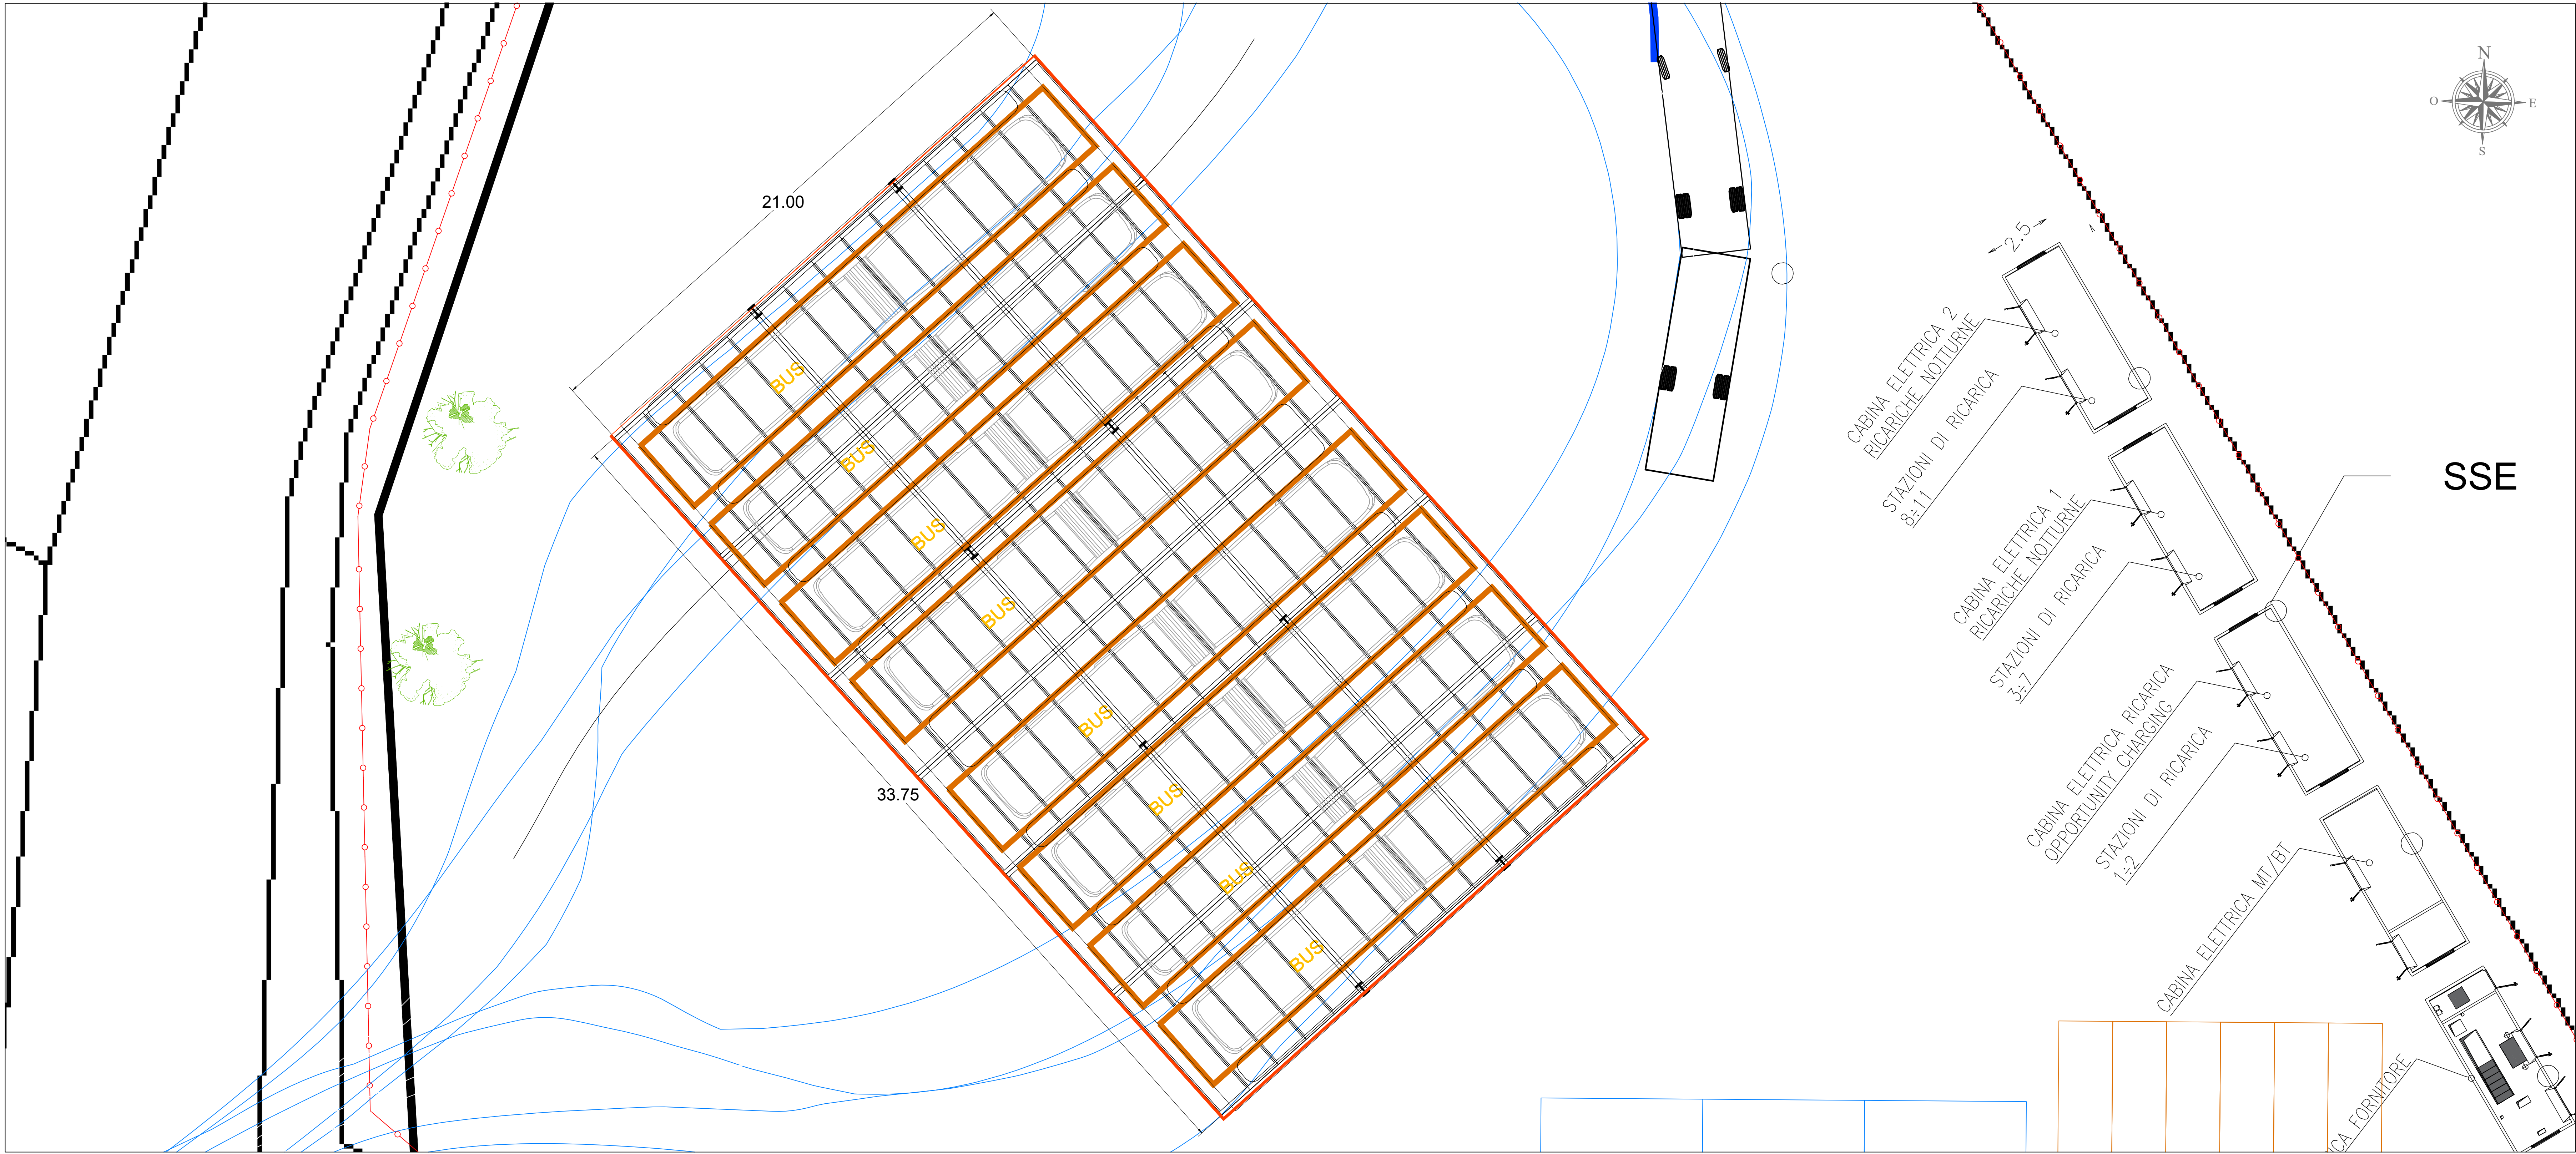 N
O
E
S
21.00
33.75
BUS
BUS
BUS
BUS
BUS
BUS
BUS
BUS
2.5
CABINA ELETTRICA 2
RICARICHE NOTTURNE
STAZIONI DI RICARICA
8÷11
CABINA ELETTRICA 1
RICARICHE NOTTURNE
STAZIONI DI RICARICA
3÷7
SSE
CABINA ELETTRICA RICARICA
OPPORTUNITY CHARGING
STAZIONI DI RICARICA
1÷2
CABINA ELETTRICA MT/BT
FORNITORE